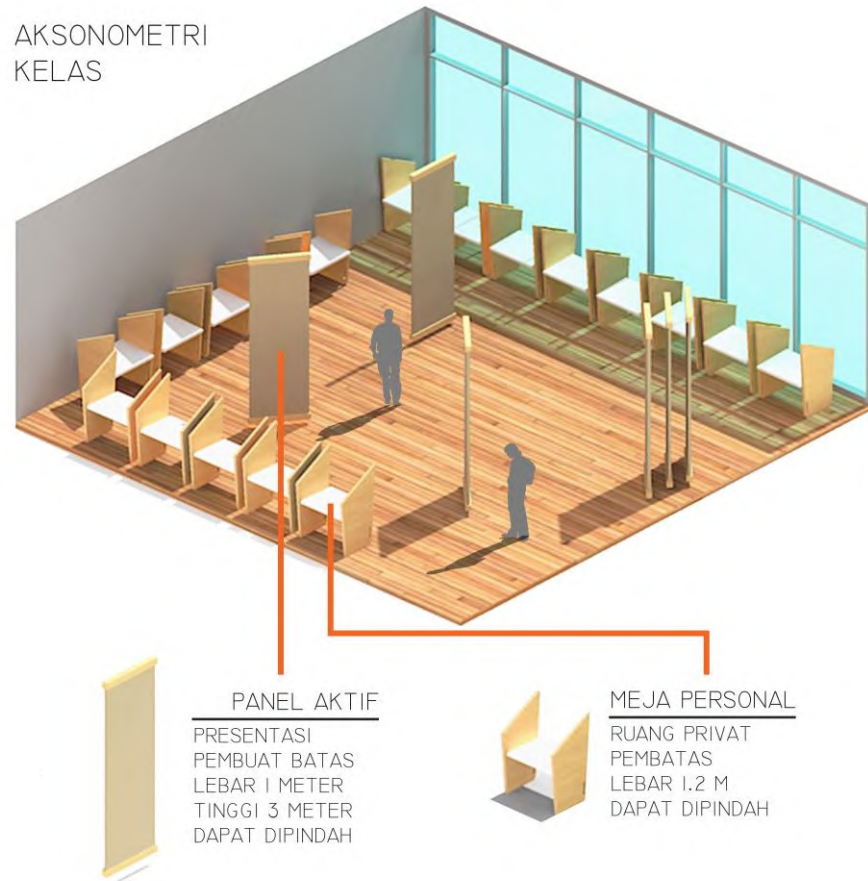 AKSONOMETRI
KELAS
PANEL AKTIF
PRESENTASI
PEMBUAT BATAS
LEBAR 1 METER
TINGGI 3 METER
DAPAT DIPINDAH
MEJA PERSONAL
RUANG PRIVAT
PEMBATAS
LEBAR 1.2 M
DAPAT DIPINDAH